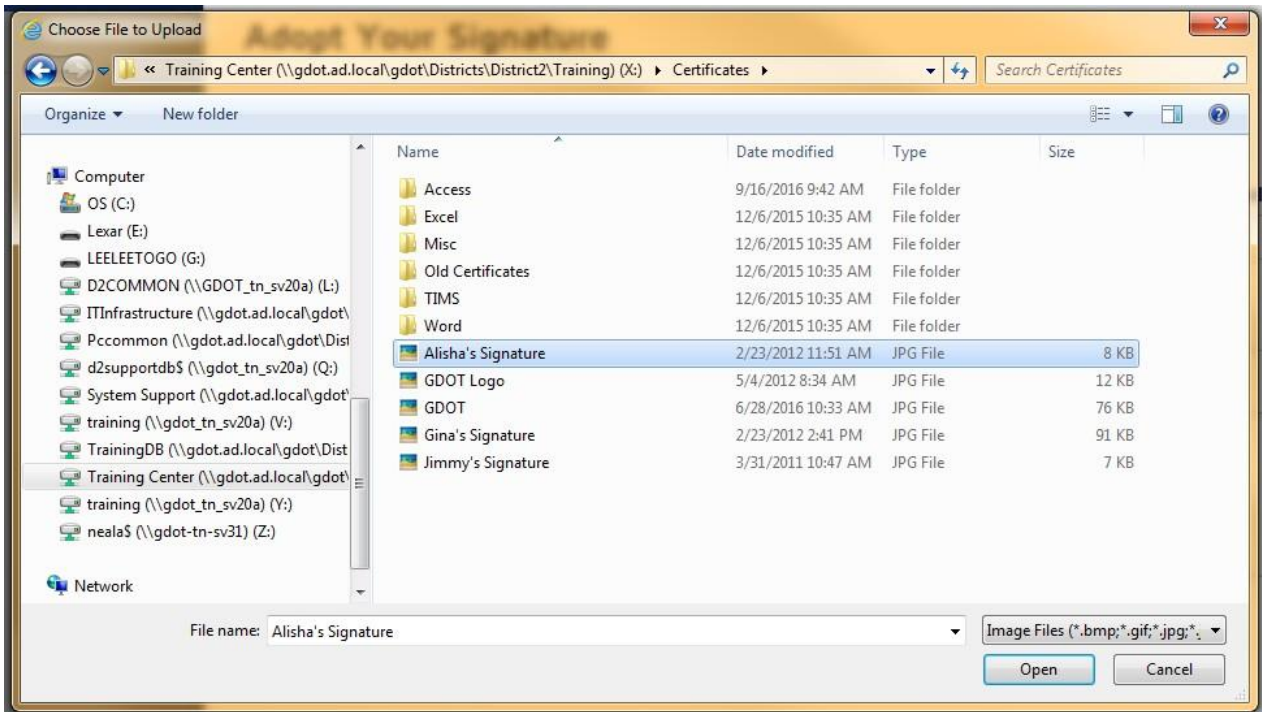 Choose File to Upload
Adopt Your Signature
« Training Center (\\gdot.ad.local\gdot\Districts\District2\Training) (X:) ▸ Certificates ▸
Search Certificates
Organize ▾ New folder
Name Date modified Type Size
Computer
OS (C:)
Lexar (E:)
LEELEETOGO (G:)
D2COMMON (\\GDOT_tn_sv20a) (L:)
ITInfrastructure (\\gdot.ad.local\gdot\
Pccommon (\\gdot.ad.local\gdot\Dist
d2supportdb$ (\\gdot_tn_sv20a) (Q:)
System Support (\\gdot.ad.local\gdot\
training (\\gdot_tn_sv20a) (V:)
TrainingDB (\\gdot.ad.local\gdot\Dist
Training Center (\\gdot.ad.local\gdot\
training (\\gdot_tn_sv20a) (Y:)
neala$ (\\gdot-tn-sv31) (Z:)
Network
Access 9/16/2016 9:42 AM File folder
Excel 12/6/2015 10:35 AM File folder
Misc 12/6/2015 10:35 AM File folder
Old Certificates 12/6/2015 10:35 AM File folder
TIMS 12/6/2015 10:35 AM File folder
Word 12/6/2015 10:35 AM File folder
Alisha's Signature 2/23/2012 11:51 AM JPG File 8 KB
GDOT Logo 5/4/2012 8:34 AM JPG File 12 KB
GDOT 6/28/2016 10:33 AM JPG File 76 KB
Gina's Signature 2/23/2012 2:41 PM JPG File 91 KB
Jimmy's Signature 3/31/2011 10:47 AM JPG File 7 KB
File name: Alisha's Signature
Image Files (*.bmp;*.gif;*.jpg;*.
Open Cancel